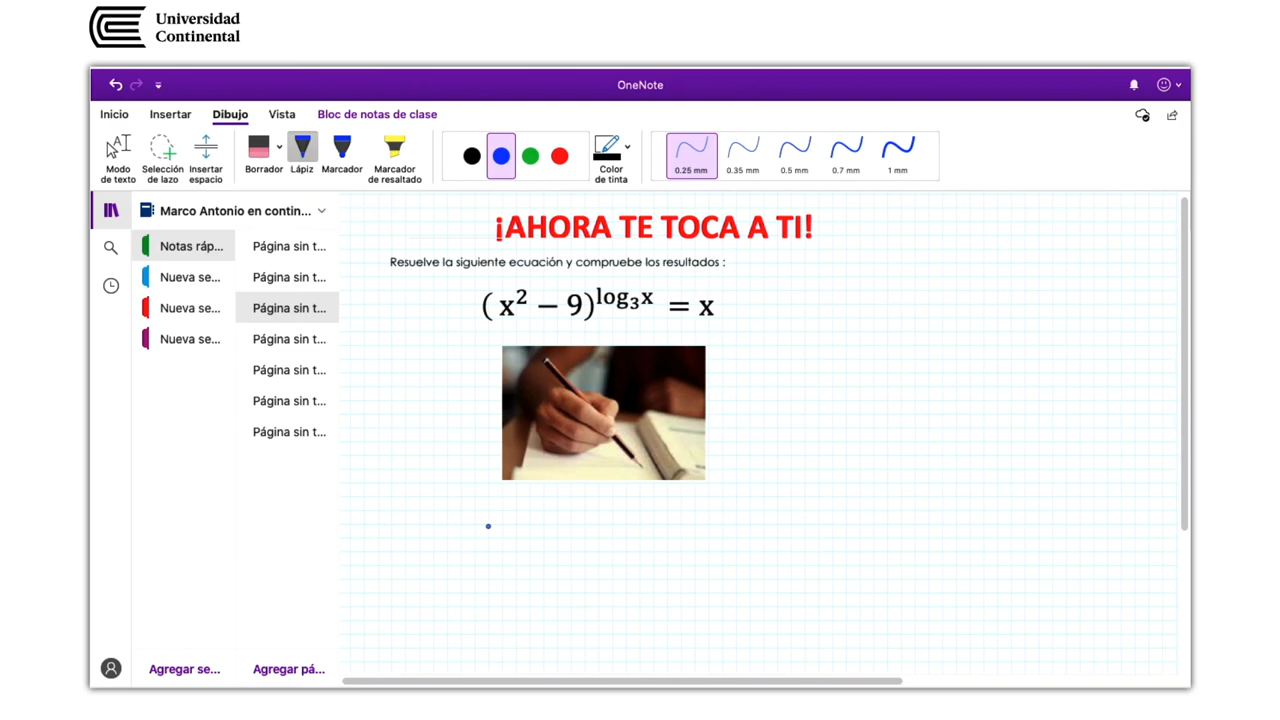 Universidad
Continental
OneNote
Inicio Insertar Dibujo Vista Bloc de notas de clase
Modo de texto
Selección de lazo
Insertar espacio
Borrador
Lápiz
Marcador
Marcador de resaltado
Color de tinta
0.25 mm 0.35 mm 0.5 mm 0.7 mm 1 mm
Marco Antonio en contin...
Notas ráp... Página sin t...
Nueva se... Página sin t...
Nueva se... Página sin t...
Nueva se... Página sin t...
Página sin t...
Página sin t...
Página sin t...
¡AHORA TE TOCA A TI!
Resuelve la siguiente ecuación y compruebe los resultados :
(x² − 9)^log₃x = x
Agregar se... Agregar pá...